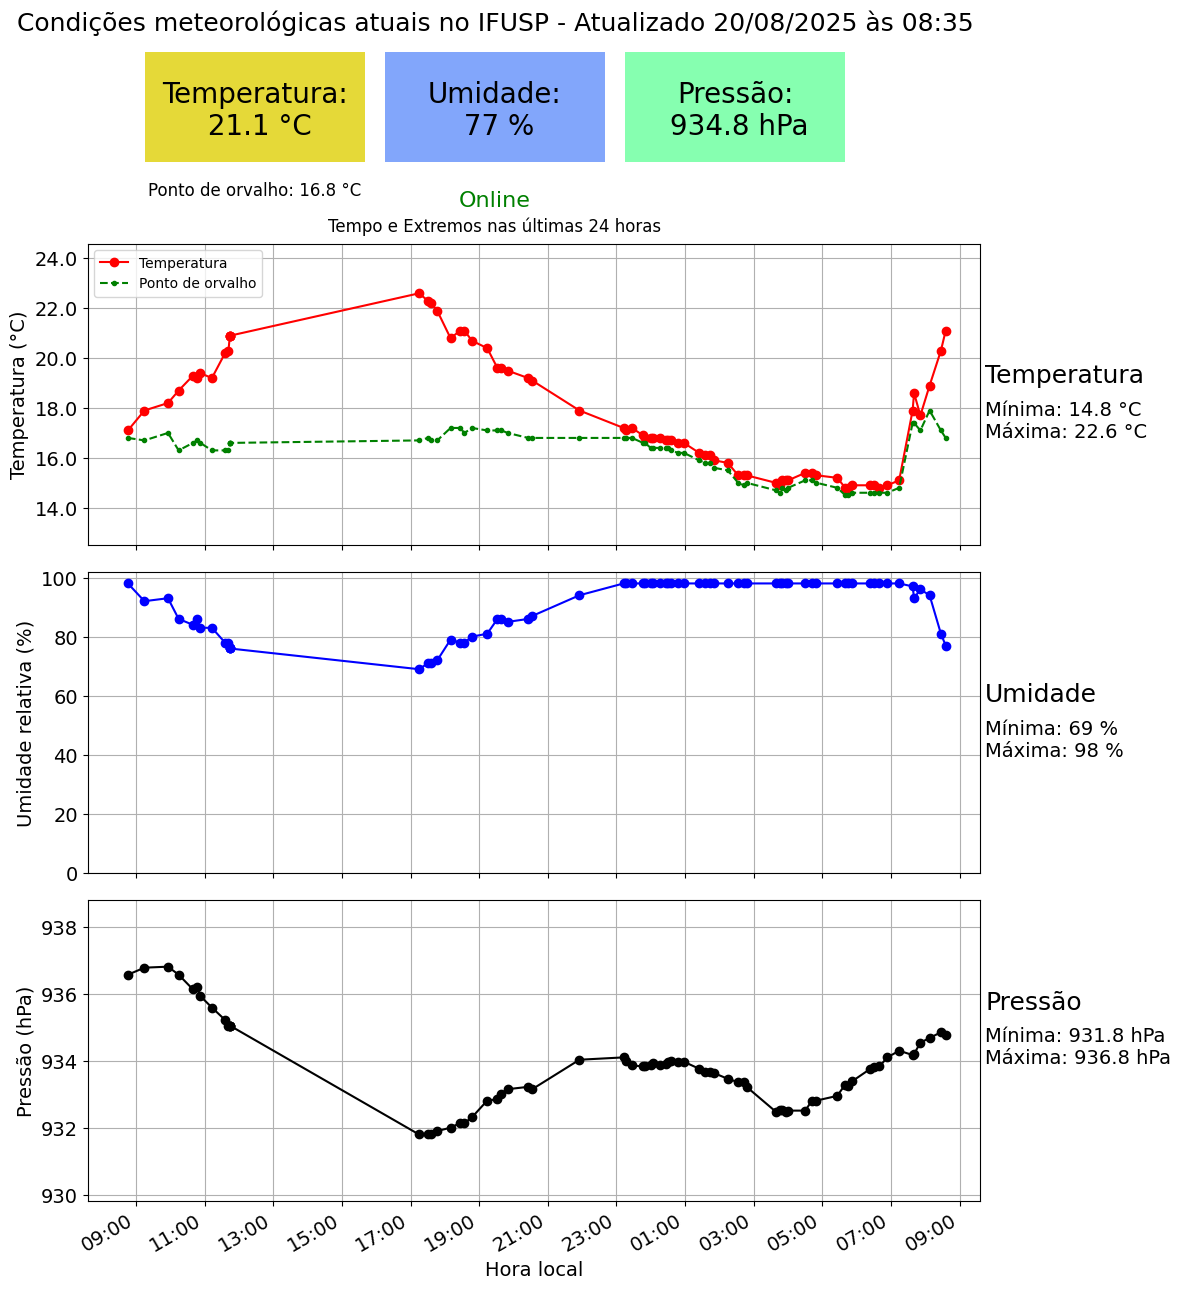 Condições meteorológicas atuais no IFUSP - Atualizado 20/08/2025 às 08:35
Temperatura:
21.1 °C
Umidade:
77 %
Pressão:
934.8 hPa
Ponto de orvalho: 16.8 °C
Online
Tempo e Extremos nas últimas 24 horas
Temperatura
Ponto de orvalho
Temperatura (°C)
24.0
22.0
20.0
18.0
16.0
14.0
Temperatura
Mínima: 14.8 °C
Máxima: 22.6 °C
Umidade relativa (%)
100
80
60
40
20
0
Umidade
Mínima: 69 %
Máxima: 98 %
Pressão (hPa)
938
936
934
932
930
Pressão
Mínima: 931.8 hPa
Máxima: 936.8 hPa
09:00
11:00
13:00
15:00
17:00
19:00
21:00
23:00
01:00
03:00
05:00
07:00
09:00
Hora local